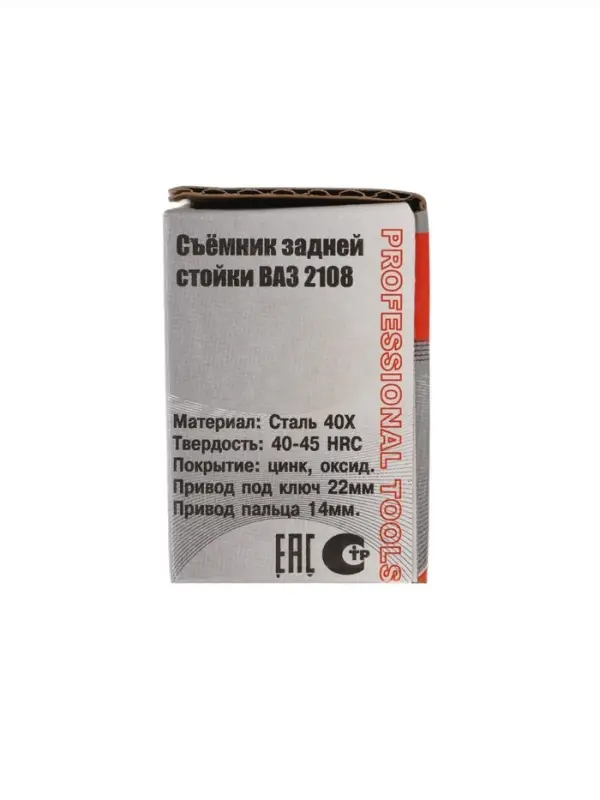 Съёмник задней
стойки ВАЗ 2108
PROFESSIONAL TOOLS
Материал: Сталь 40Х
Твердость: 40-45 HRC
Покрытие: цинк, оксид.
Привод под ключ 22мм
Привод пальца 14мм.
ЕАС Стр